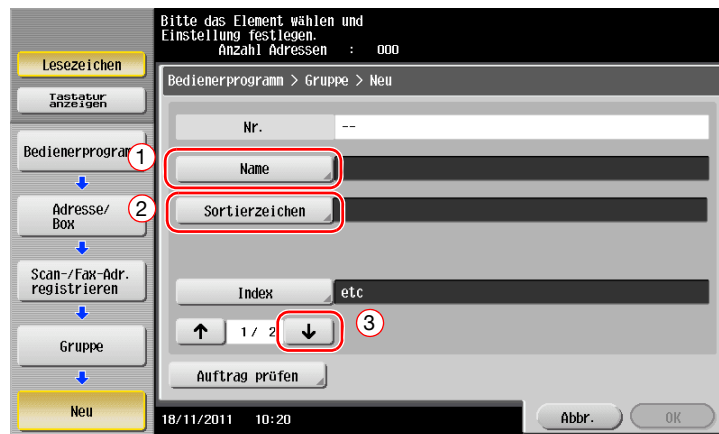 Bitte das Element wählen und
Einstellung festlegen.
Anzahl Adressen : 000
Lesezeichen
Tastatur
anzeigen
Bedienerprogramm > Gruppe > Neu
Nr. --
Bedienerprogram
1
Name
Adresse/
Box
2
Sortierzeichen
Scan-/Fax-Adr.
registrieren
Index etc
1/ 2
3
Gruppe
Auftrag prüfen
Neu
18/11/2011 10:20
Abbr.
OK